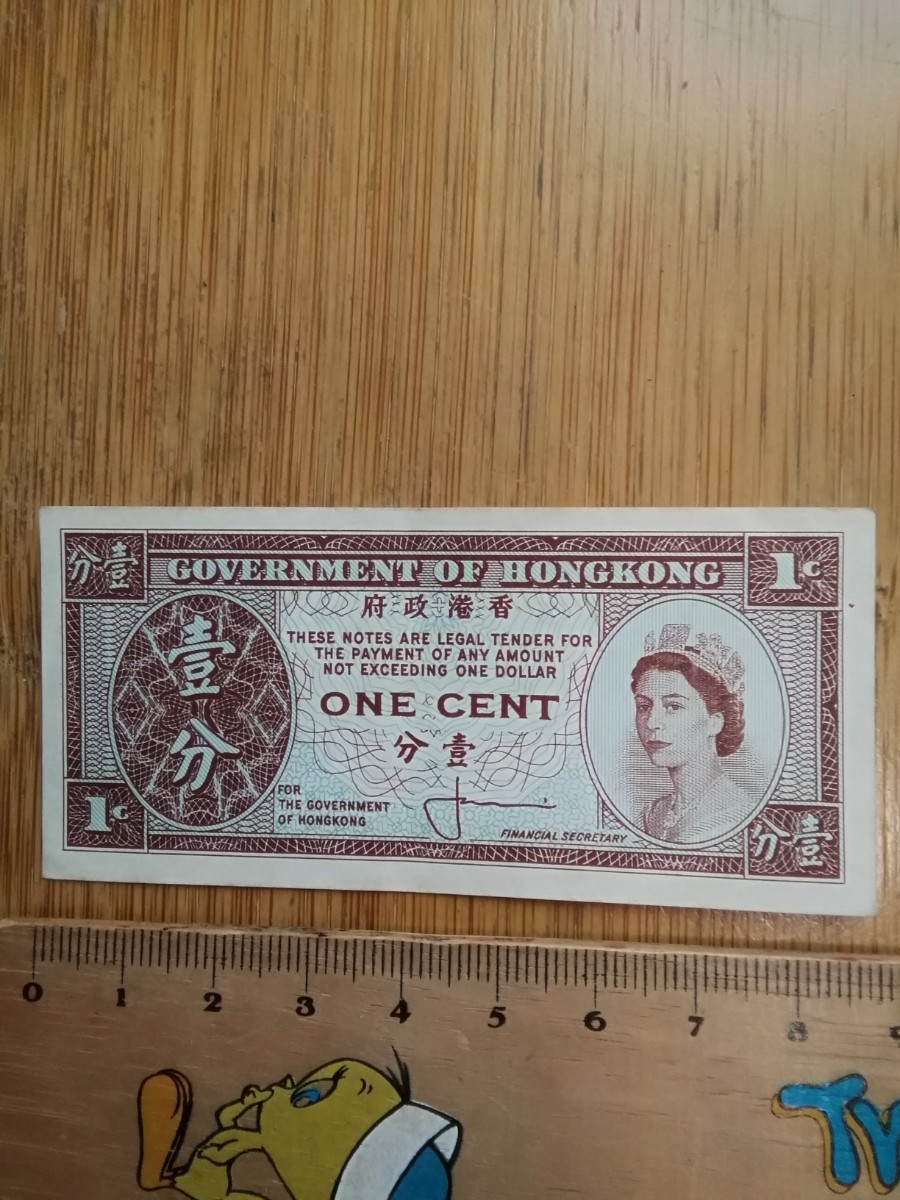 分壹
GOVERNMENT OF HONGKONG
1c
府政港香
THESE NOTES ARE LEGAL TENDER FOR
THE PAYMENT OF ANY AMOUNT
NOT EXCEEDING ONE DOLLAR
壹
分
ONE CENT
分壹
1c
FOR
THE GOVERNMENT
OF HONGKONG
FINANCIAL SECRETARY
分壹
0 1 2 3 4 5 6 7 8
Tw